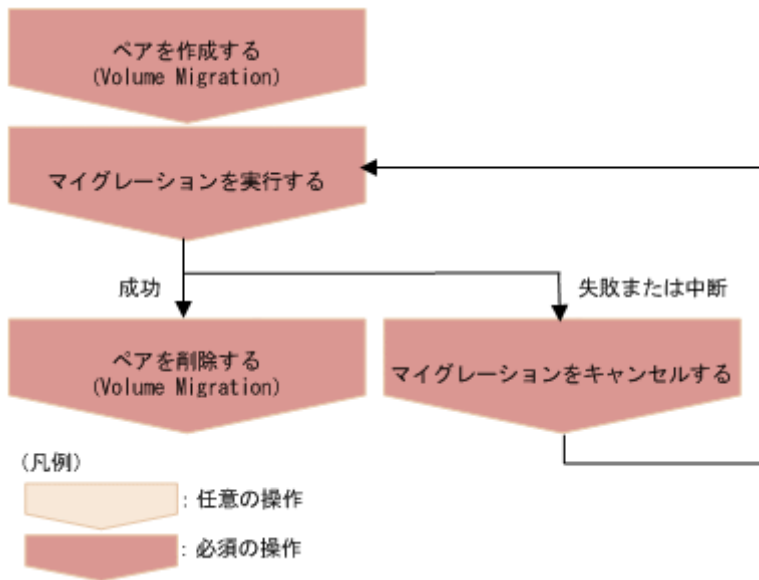 ペアを作成する
(Volume Migration)
マイグレーションを実行する
成功
失敗または中断
ペアを削除する
(Volume Migration)
マイグレーションをキャンセルする
(凡例)
: 任意の操作
: 必須の操作